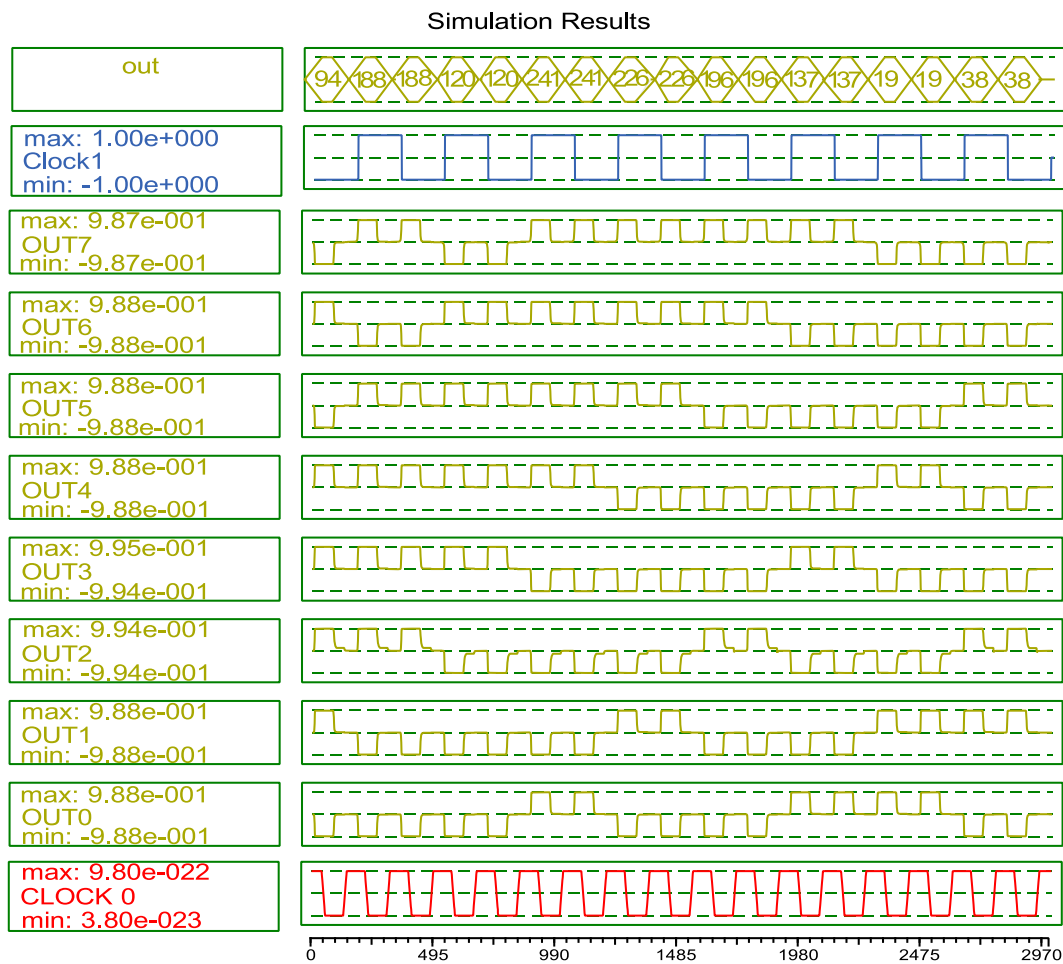 Simulation Results
out
94 188 188 120 120 241 241 226 226 196 196 137 137 19 19 38 38
max: 1.00e+000
Clock1
min: -1.00e+000
max: 9.87e-001
OUT7
min: -9.87e-001
max: 9.88e-001
OUT6
min: -9.88e-001
max: 9.88e-001
OUT5
min: -9.88e-001
max: 9.88e-001
OUT4
min: -9.88e-001
max: 9.95e-001
OUT3
min: -9.94e-001
max: 9.94e-001
OUT2
min: -9.94e-001
max: 9.88e-001
OUT1
min: -9.88e-001
max: 9.88e-001
OUT0
min: -9.88e-001
max: 9.80e-022
CLOCK 0
min: 3.80e-023
0 495 990 1485 1980 2475 2970